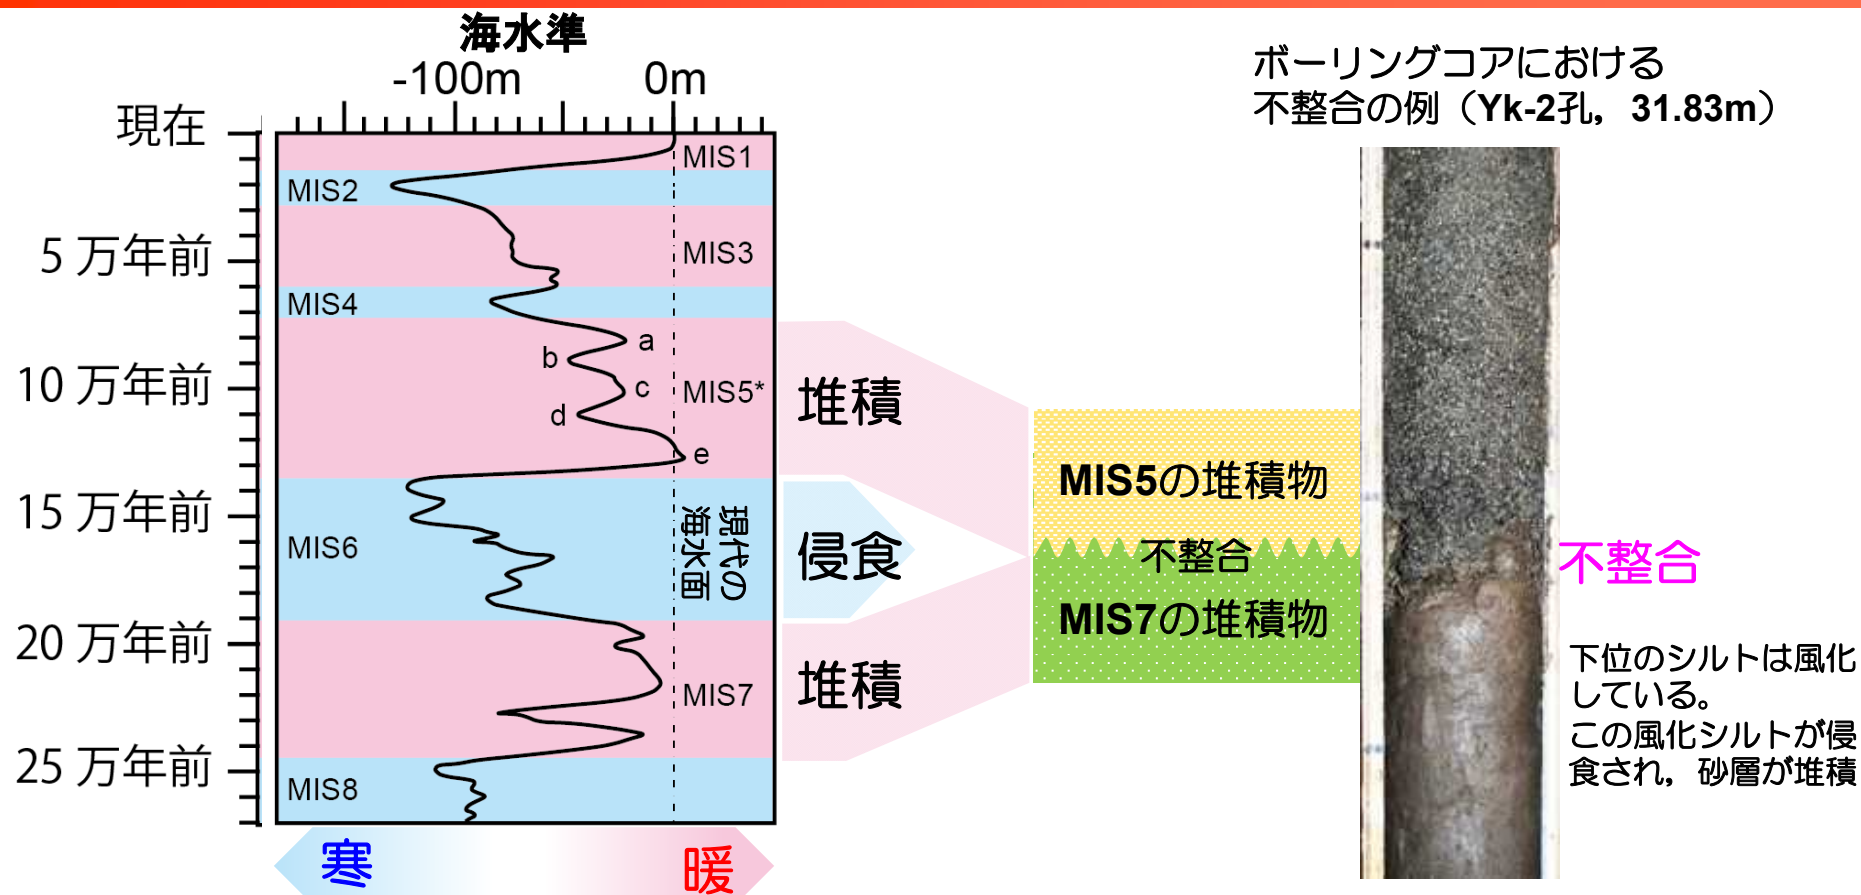 海水準
-100m
0m
現在
5 万年前
10 万年前
15 万年前
20 万年前
25 万年前
MIS1
MIS2
MIS3
MIS4
a
b
c
d
e
MIS5*
MIS6
現代の
海水面
MIS7
MIS8
寒
暖
堆積
侵食
堆積
MIS5の堆積物
不整合
MIS7の堆積物
ボーリングコアにおける
不整合の例（Yk-2孔，31.83m）
不整合
下位のシルトは風化
している。
この風化シルトが侵
食され，砂層が堆積